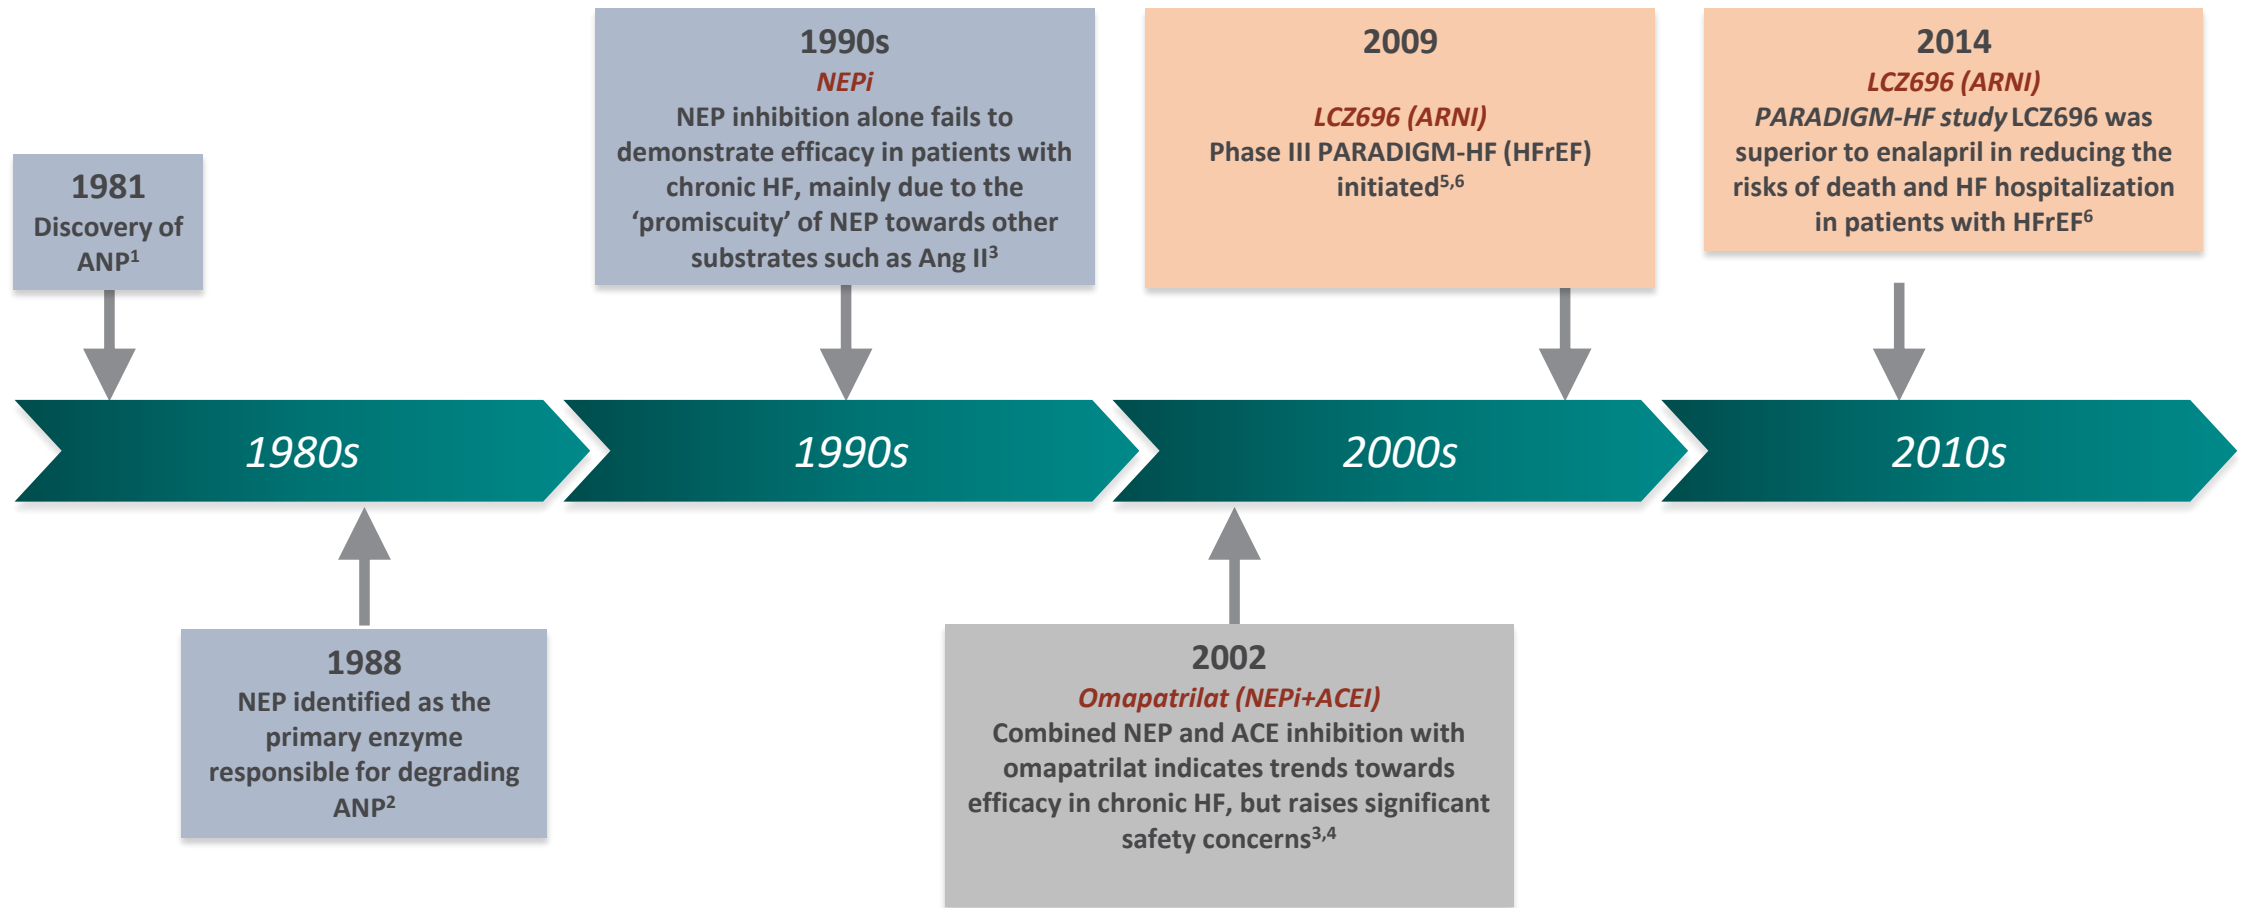 1981
Discovery of
ANP¹
1990s
NEPi
NEP inhibition alone fails to
demonstrate efficacy in patients with
chronic HF, mainly due to the
‘promiscuity’ of NEP towards other
substrates such as Ang II³
2009
LCZ696 (ARNI)
Phase III PARADIGM-HF (HFrEF)
initiated⁵,⁶
2014
LCZ696 (ARNI)
PARADIGM-HF study LCZ696 was
superior to enalapril in reducing the
risks of death and HF hospitalization
in patients with HFrEF⁶
1980s
1990s
2000s
2010s
1988
NEP identified as the
primary enzyme
responsible for degrading
ANP²
2002
Omapatrilat (NEPi+ACEI)
Combined NEP and ACE inhibition with
omapatrilat indicates trends towards
efficacy in chronic HF, but raises significant
safety concerns³,⁴